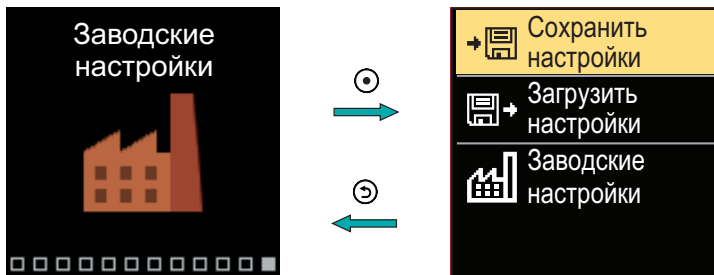 Заводские
настройки
Сохранить
настройки
Загрузить
настройки
Заводские
настройки